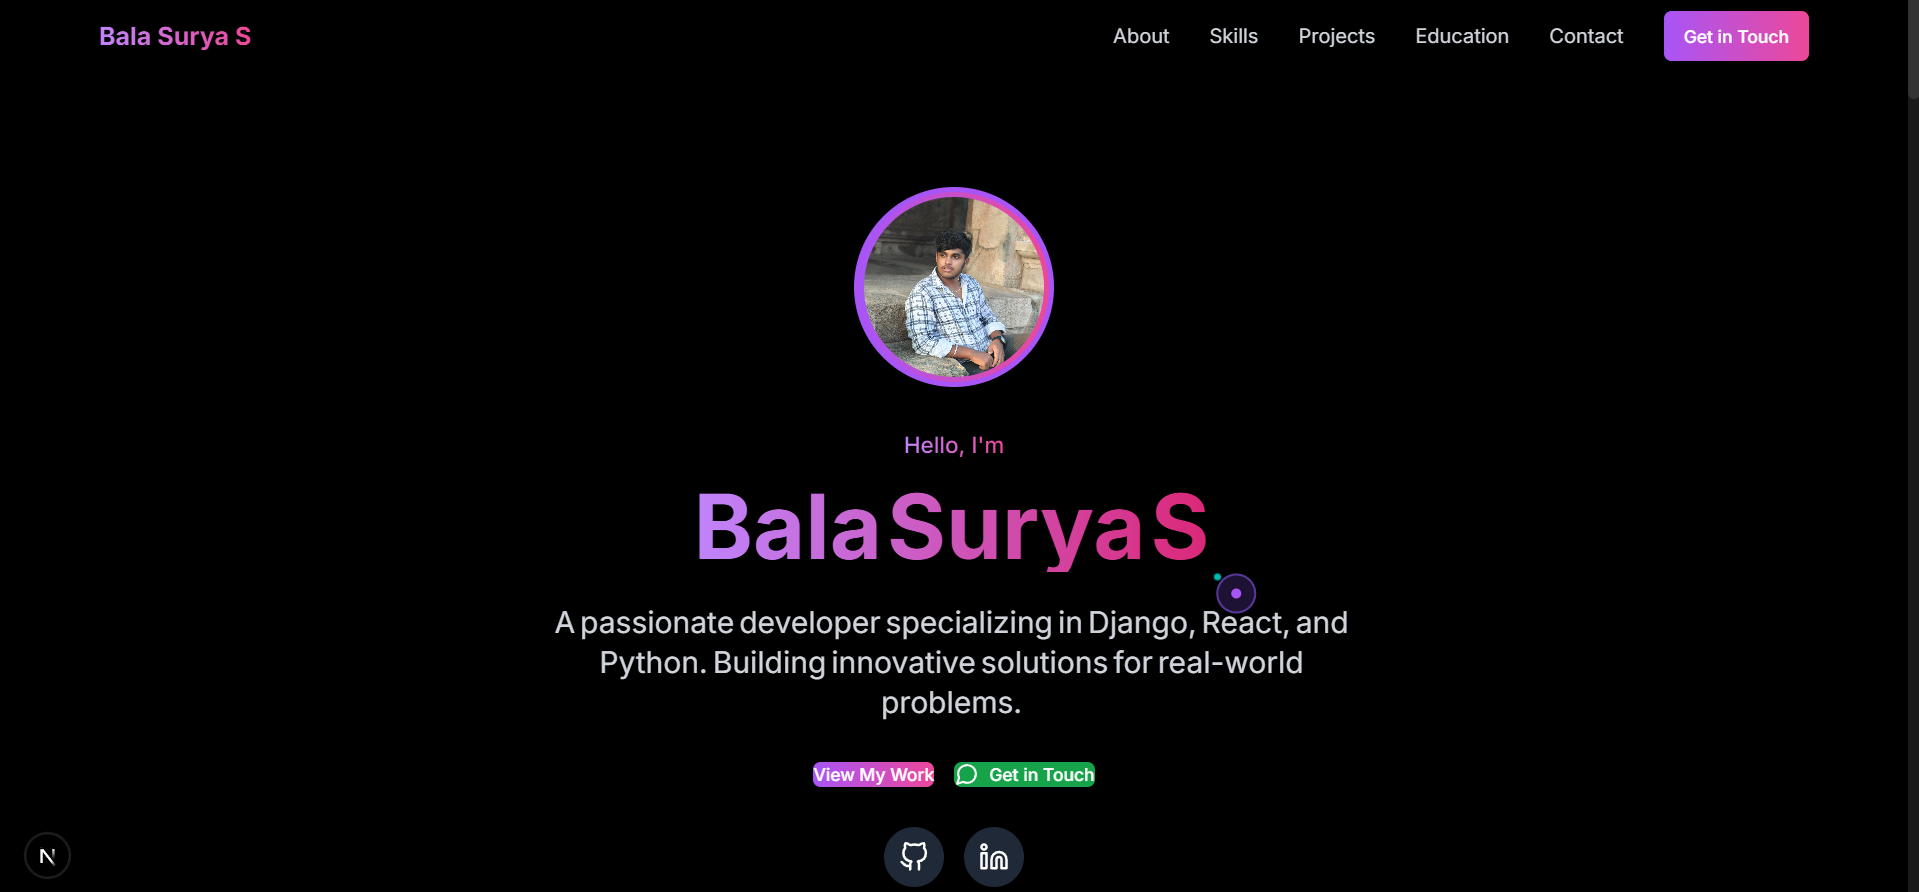 Bala Surya S
About Skills Projects Education Contact Get in Touch
Hello, I'm
Bala Surya S
A passionate developer specializing in Django, React, and
Python. Building innovative solutions for real-world
problems.
View My Work Get in Touch
in
N